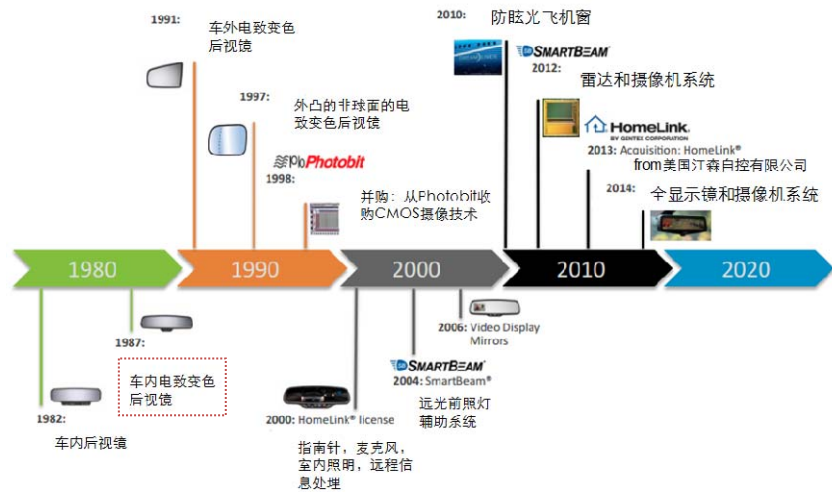 1991:
车外电致变色
后视镜
1997:
外凸的非球面的电
致变色后视镜
Photobit
1998:
并购：从Photobit收
购CMOS摄像技术
2010:
防眩光飞机窗
SMARTBEAM
2012:
雷达和摄像机系统
HomeLink
BY GENTEX CORPORATION
2013: Acquisition: HomeLink®
from美国汀森自控有限公司
2014:
全显示镜和摄像机系统
1980
1990
2000
2010
2020
1987:
车内电致变色
后视镜
1982:
车内后视镜
2000: HomeLink® license
指南针，麦克风，
室内照明，远程信
息处理
SMARTBEAM
2004: SmartBeam®
远光前照灯
辅助系统
2006: Video Display
Mirrors